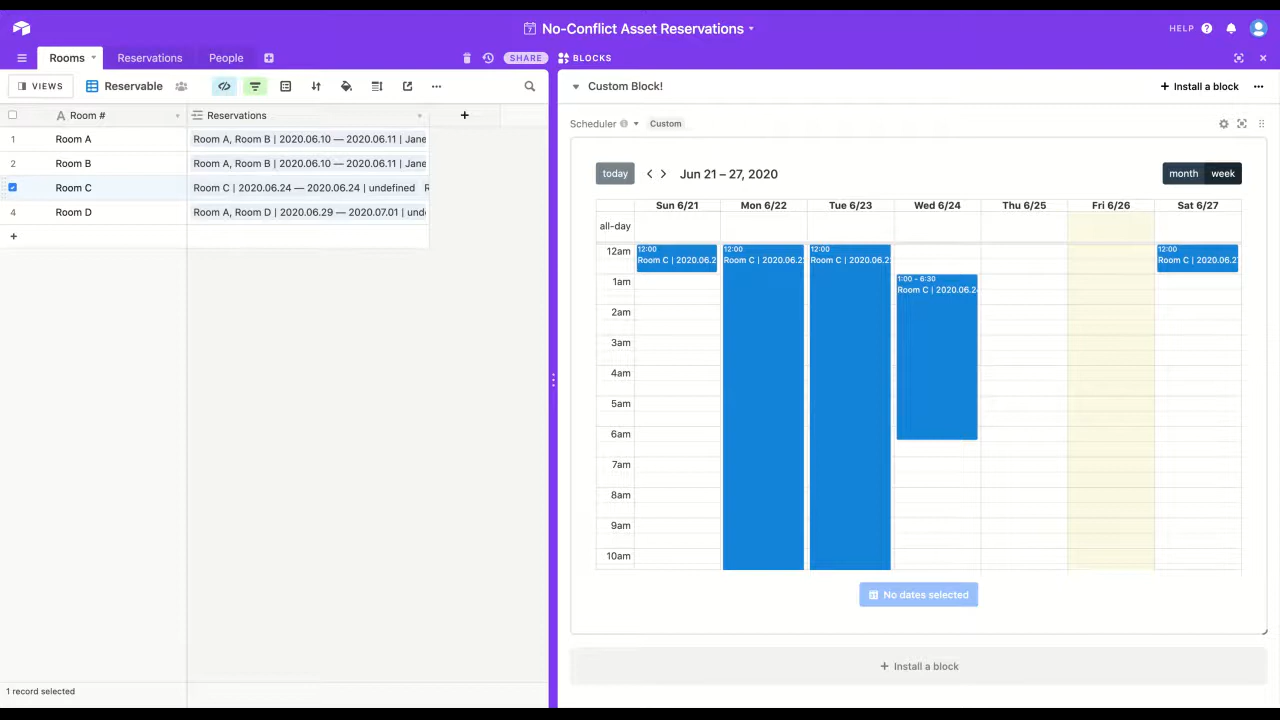 No-Conflict Asset Reservations
HELP
Rooms
Reservations
People
SHARE
BLOCKS
VIEWS
Reservable
Custom Block!
Install a block
Room #
Reservations
1
Room A
Room A, Room B | 2020.06.10 — 2020.06.11 | Jane
2
Room B
Room A, Room B | 2020.06.10 — 2020.06.11 | Jane
Room C
Room C | 2020.06.24 — 2020.06.24 | undefined
4
Room D
Room A, Room D | 2020.06.29 — 2020.07.01 | und
1 record selected
Scheduler
Custom
today
Jun 21 – 27, 2020
month
week
Sun 6/21
Mon 6/22
Tue 6/23
Wed 6/24
Thu 6/25
Fri 6/26
Sat 6/27
all-day
12am
1am
2am
3am
4am
5am
6am
7am
8am
9am
10am
12:00
Room C | 2020.06.2
12:00
Room C | 2020.06.2
12:00
Room C | 2020.06.2
1:00 - 6:30
Room C | 2020.06.24
12:00
Room C | 2020.06.2
No dates selected
Install a block